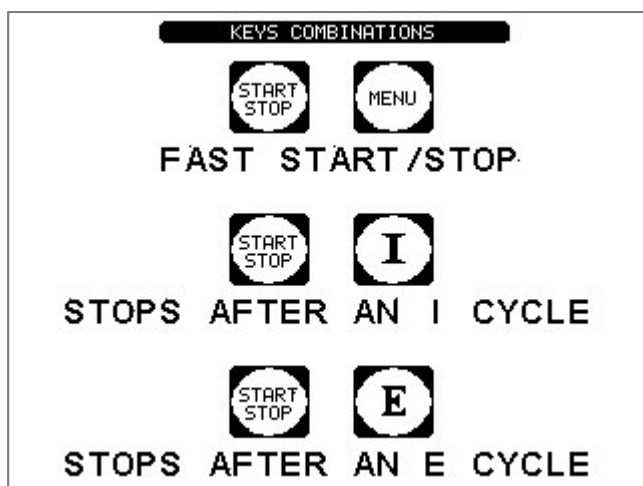 KEYS COMBINATIONS
START STOP MENU
FAST START/STOP
START STOP I
STOPS AFTER AN I CYCLE
START STOP E
STOPS AFTER AN E CYCLE